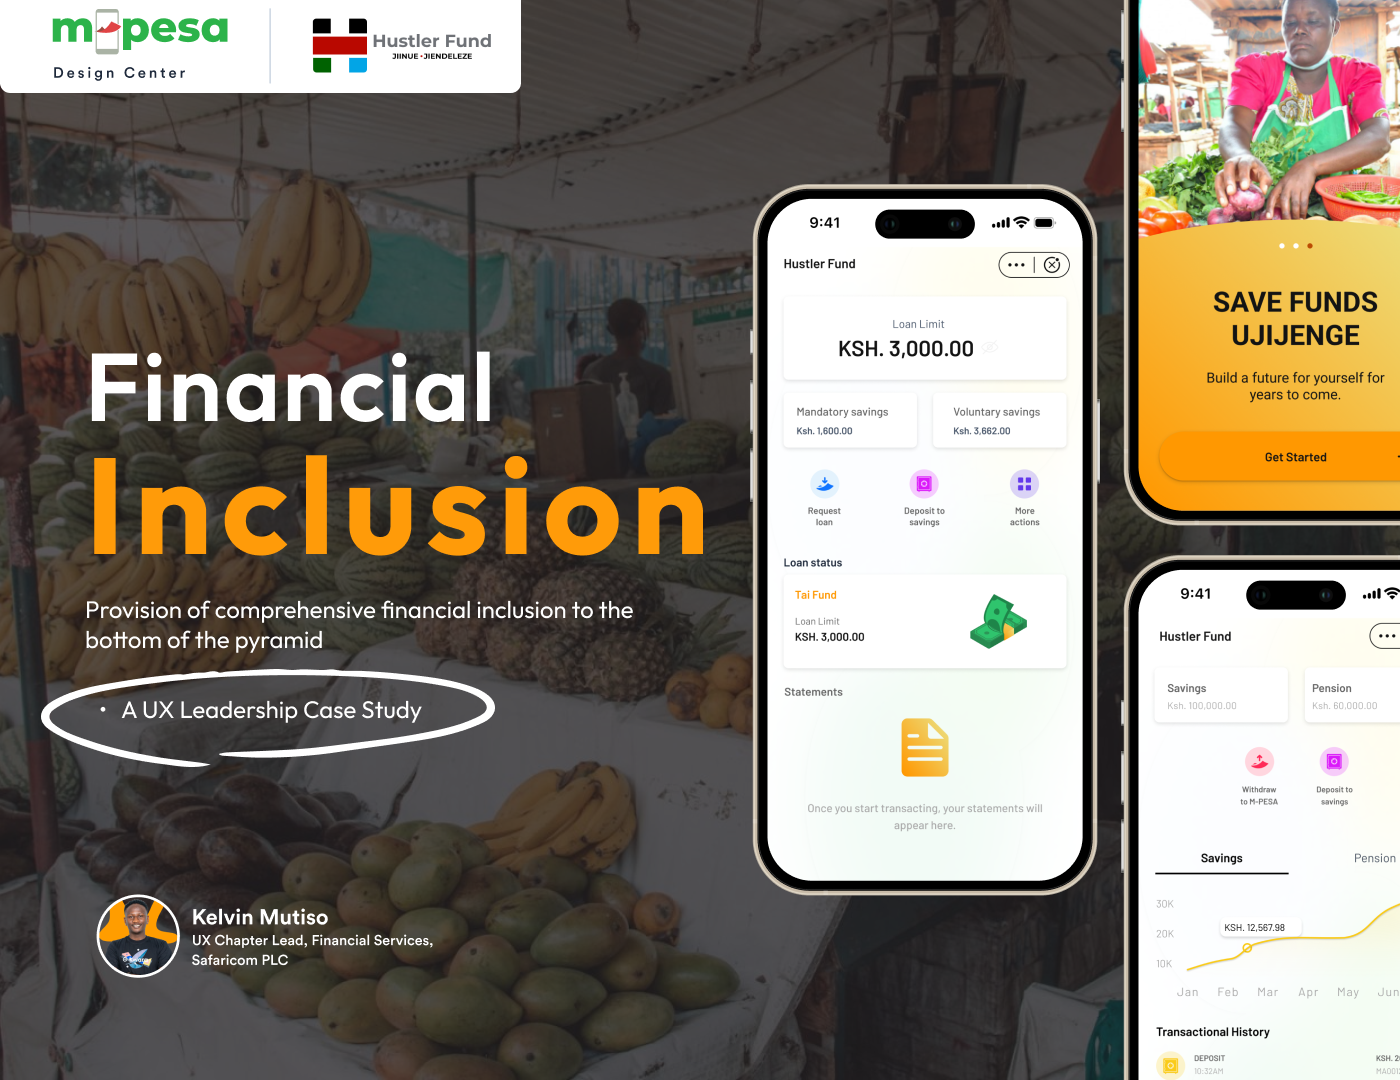 m-pesa
Design Center
Hustler Fund
JIINUE • JIENDELEZE
Financial
Inclusion
Provision of comprehensive financial inclusion to the
bottom of the pyramid
• A UX Leadership Case Study
Kelvin Mutiso
UX Chapter Lead, Financial Services,
Safaricom PLC
9:41
Hustler Fund
Loan Limit
KSH. 3,000.00
Mandatory savings
Ksh. 1,600.00
Voluntary savings
Ksh. 3,662.00
Request
loan
Deposit to
savings
More
actions
Loan status
Tai Fund
Loan Limit
KSH. 3,000.00
Statements
Once you start transacting, your statements will
appear here.
SAVE FUNDS
UJIJENGE
Build a future for yourself for
years to come.
Get Started
9:41
Hustler Fund
Savings
Ksh. 100,000.00
Pension
Ksh. 60,000.00
Withdraw
to M-PESA
Deposit to
savings
Savings
Pension
30K
20K
10K
KSH. 12,567.98
Jan Feb Mar Apr May Jun
Transactional History
DEPOSIT
10:32AM
KSH. 2